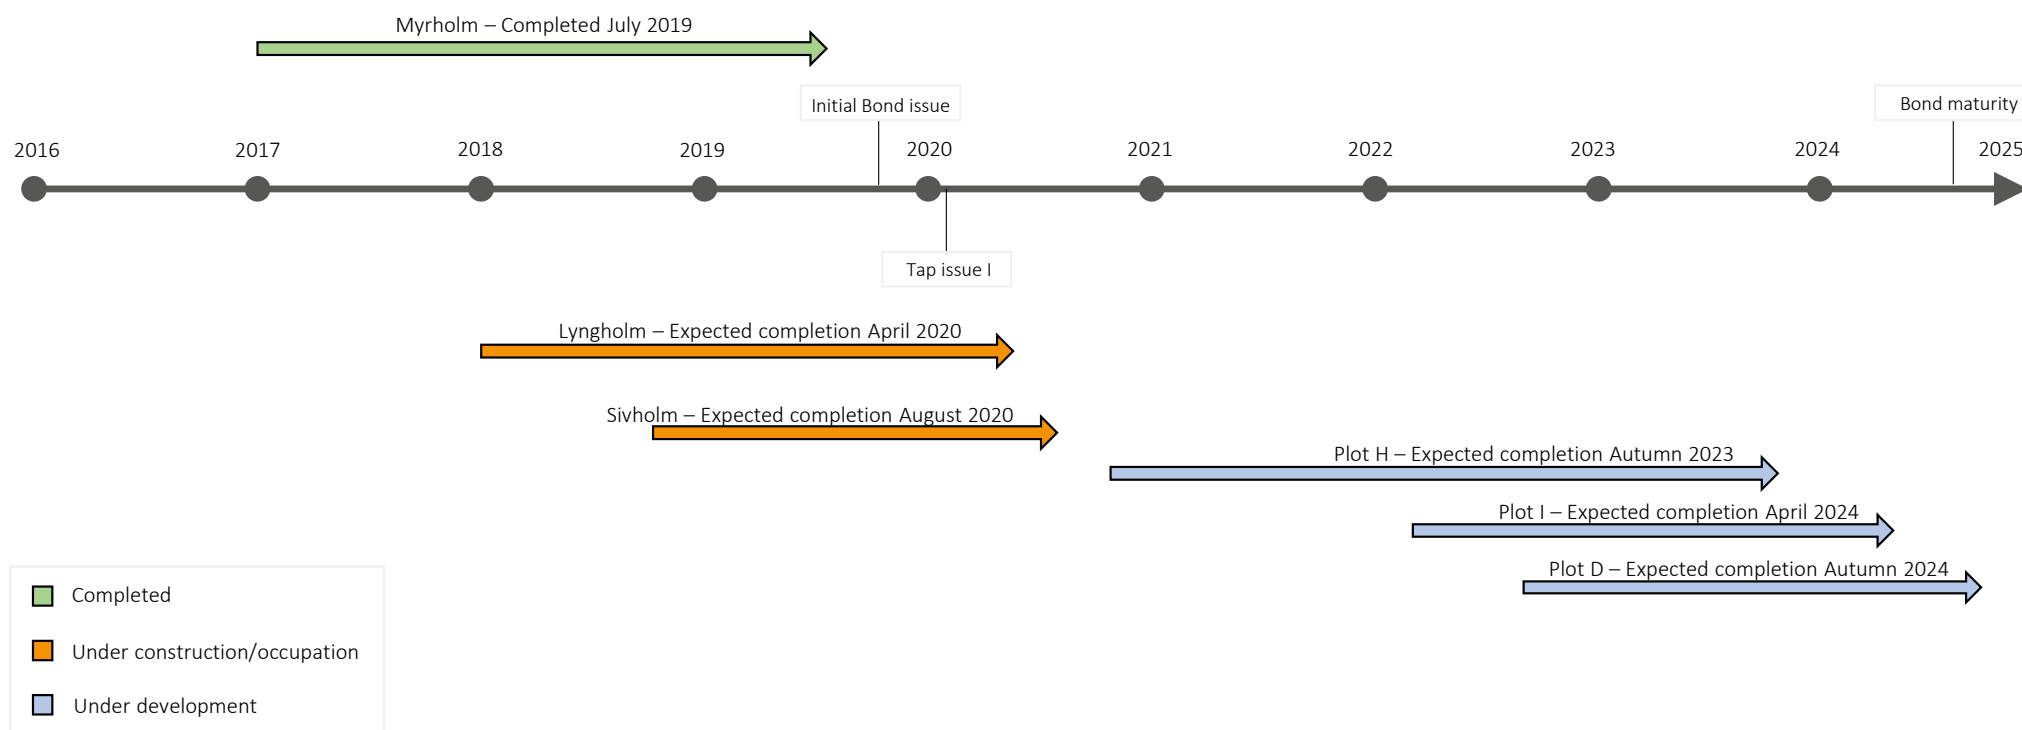 Myrholm – Completed July 2019
Initial Bond issue
Bond maturity
2016
2017
2018
2019
2020
2021
2022
2023
2024
2025
Tap issue I
Lyngholm – Expected completion April 2020
Sivholm – Expected completion August 2020
Plot H – Expected completion Autumn 2023
Plot I – Expected completion April 2024
Plot D – Expected completion Autumn 2024
Completed
Under construction/occupation
Under development